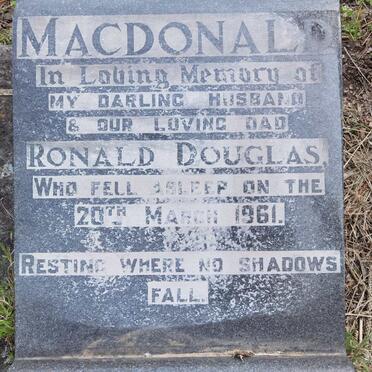 MACDONALD
In Loving Memory of
MY DARLING HUSBAND
& OUR LOVING DAD
RONALD DOUGLAS,
WHO FELL ASLEEP ON THE
20TH MARCH 1961.
RESTING WHERE NO SHADOWS
FALL.